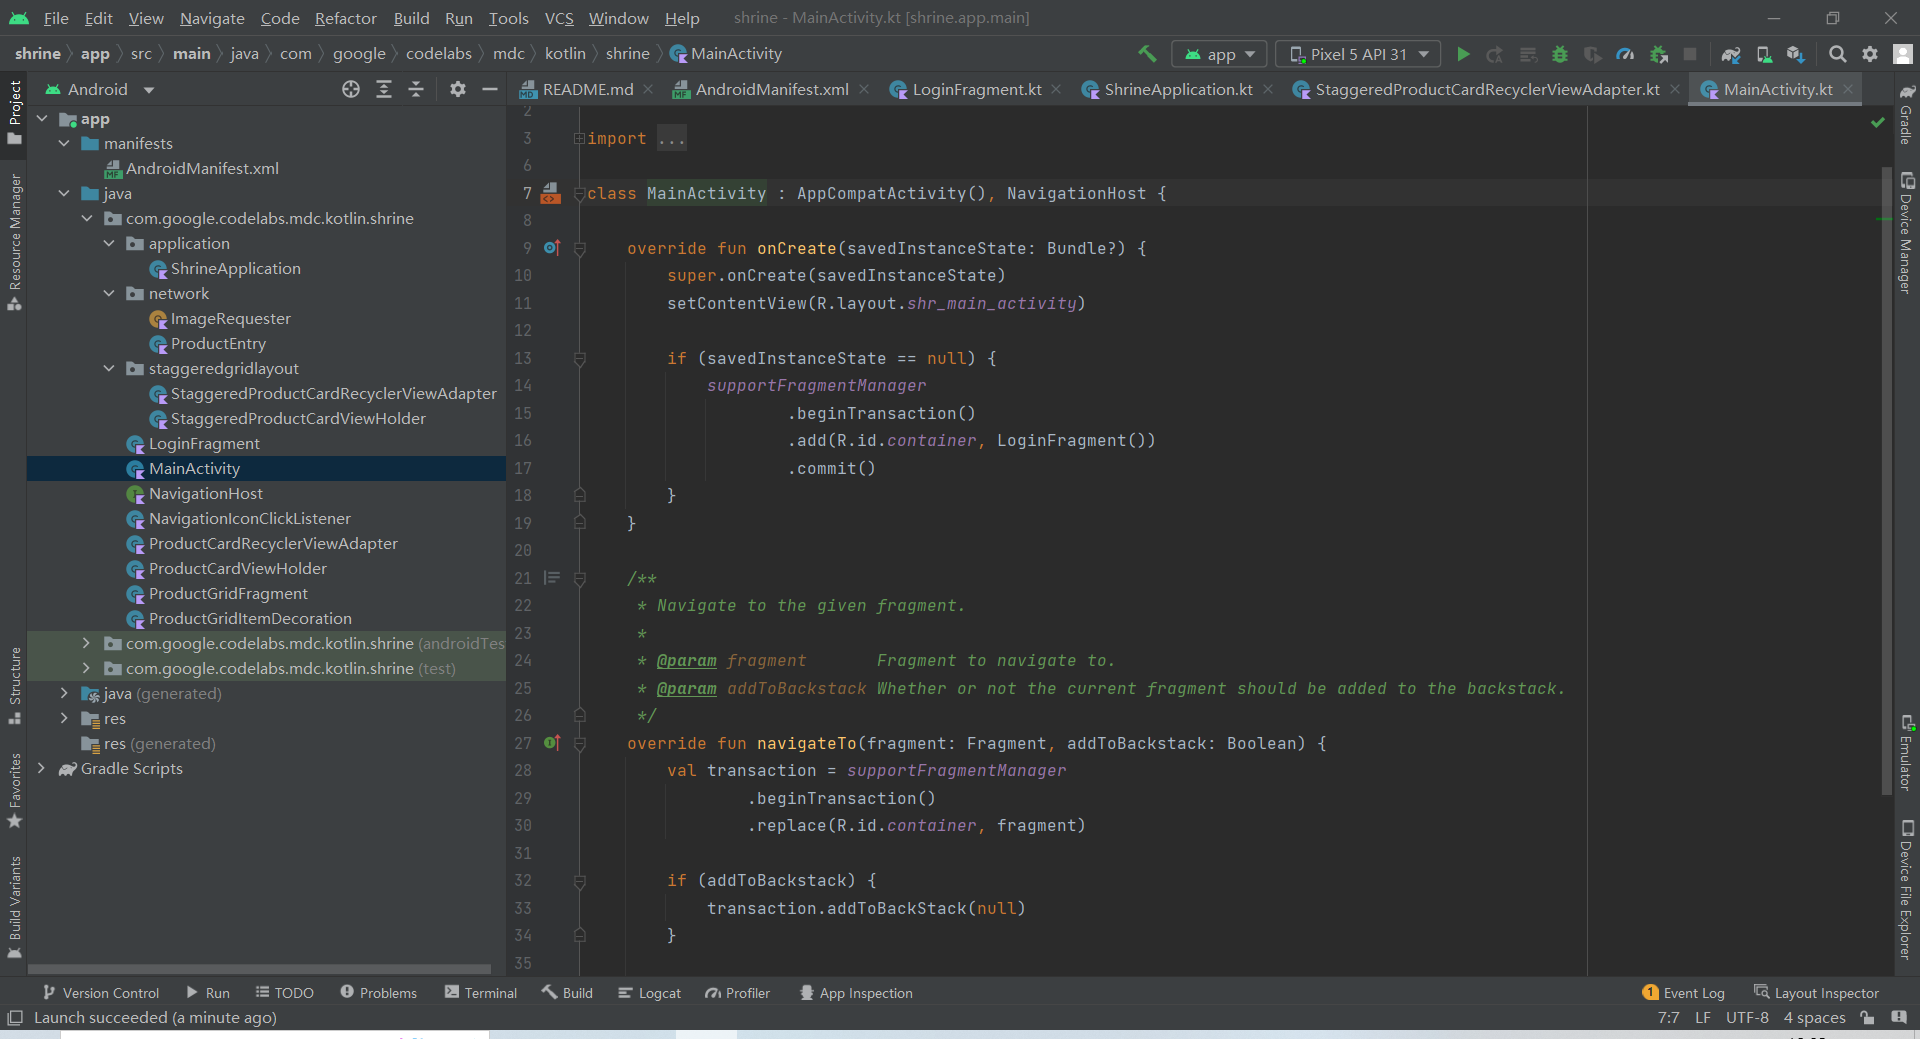 File Edit View Navigate Code Refactor Build Run Tools VCS Window Help shrine - MainActivity.kt [shrine.app.main]
shrine app src main java com google codelabs mdc kotlin shrine MainActivity app Pixel 5 API 31
Android README.md AndroidManifest.xml LoginFragment.kt ShrineApplication.kt StaggeredProductCardRecyclerViewAdapter.kt MainActivity.kt
Project
Resource Manager
Structure
Favorites
Build Variants
app
manifests
AndroidManifest.xml
java
com.google.codelabs.mdc.kotlin.shrine
application
ShrineApplication
network
ImageRequester
ProductEntry
staggeredgridlayout
StaggeredProductCardRecyclerViewAdapter
StaggeredProductCardViewHolder
LoginFragment
MainActivity
NavigationHost
NavigationIconClickListener
ProductCardRecyclerViewAdapter
ProductCardViewHolder
ProductGridFragment
ProductGridItemDecoration
com.google.codelabs.mdc.kotlin.shrine (androidTes
com.google.codelabs.mdc.kotlin.shrine (test)
java (generated)
res
res (generated)
Gradle Scripts
2
3 import ...
6
7 class MainActivity : AppCompatActivity(), NavigationHost {
8
9     override fun onCreate(savedInstanceState: Bundle?) {
10         super.onCreate(savedInstanceState)
11         setContentView(R.layout.shr_main_activity)
12
13         if (savedInstanceState == null) {
14             supportFragmentManager
15                     .beginTransaction()
16                     .add(R.id.container, LoginFragment())
17                     .commit()
18         }
19     }
20
21     /**
22      * Navigate to the given fragment.
23      *
24      * @param fragment       Fragment to navigate to.
25      * @param addToBackstack Whether or not the current fragment should be added to the backstack.
26      */
27     override fun navigateTo(fragment: Fragment, addToBackstack: Boolean) {
28         val transaction = supportFragmentManager
29                 .beginTransaction()
30                 .replace(R.id.container, fragment)
31
32         if (addToBackstack) {
33             transaction.addToBackStack(null)
34         }
35
Gradle
Device Manager
Emulator
Device File Explorer
Version Control Run TODO Problems Terminal Build Logcat Profiler App Inspection 1 Event Log Layout Inspector
Launch succeeded (a minute ago) 7:7 LF UTF-8 4 spaces